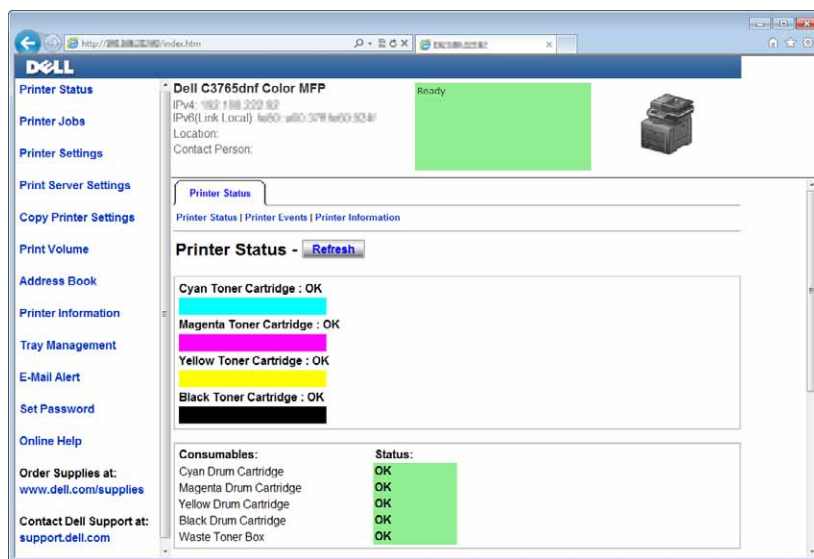 http:// /index.htm
DELL
Printer Status
Printer Jobs
Printer Settings
Print Server Settings
Copy Printer Settings
Print Volume
Address Book
Printer Information
Tray Management
E-Mail Alert
Set Password
Online Help
Order Supplies at:
www.dell.com/supplies
Contact Dell Support at:
support.dell.com
Dell C3765dnf Color MFP
IPv4:
IPv6(Link Local):
Location:
Contact Person:
Ready
Printer Status
Printer Status | Printer Events | Printer Information
Printer Status - Refresh
Cyan Toner Cartridge : OK
Magenta Toner Cartridge : OK
Yellow Toner Cartridge : OK
Black Toner Cartridge : OK
Consumables: Status:
Cyan Drum Cartridge OK
Magenta Drum Cartridge OK
Yellow Drum Cartridge OK
Black Drum Cartridge OK
Waste Toner Box OK